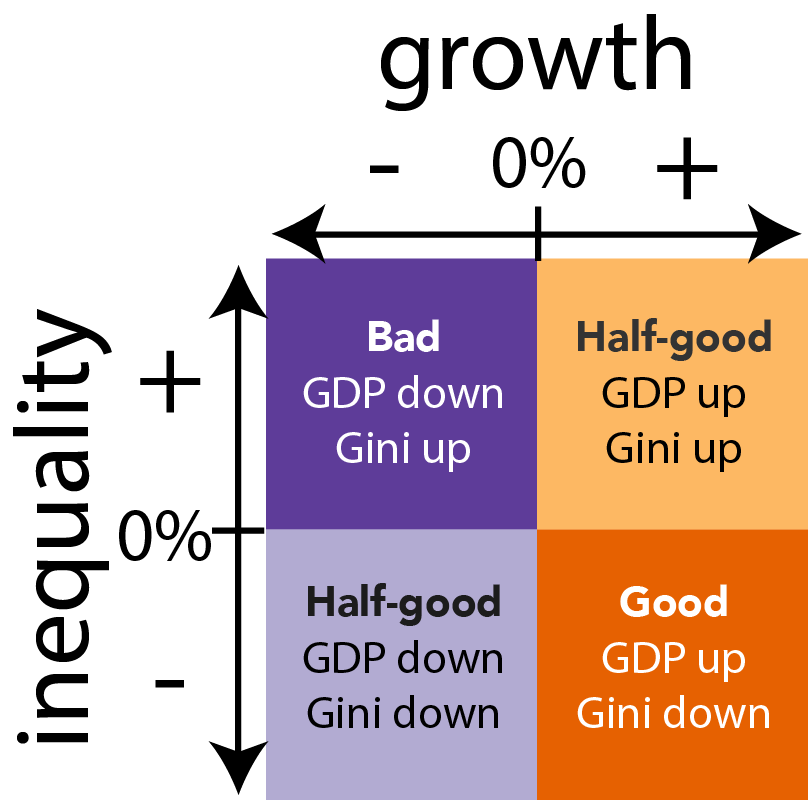 growth
- 0% +
inequality
+
0%
-
Bad
GDP down
Gini up
Half-good
GDP up
Gini up
Half-good
GDP down
Gini down
Good
GDP up
Gini down